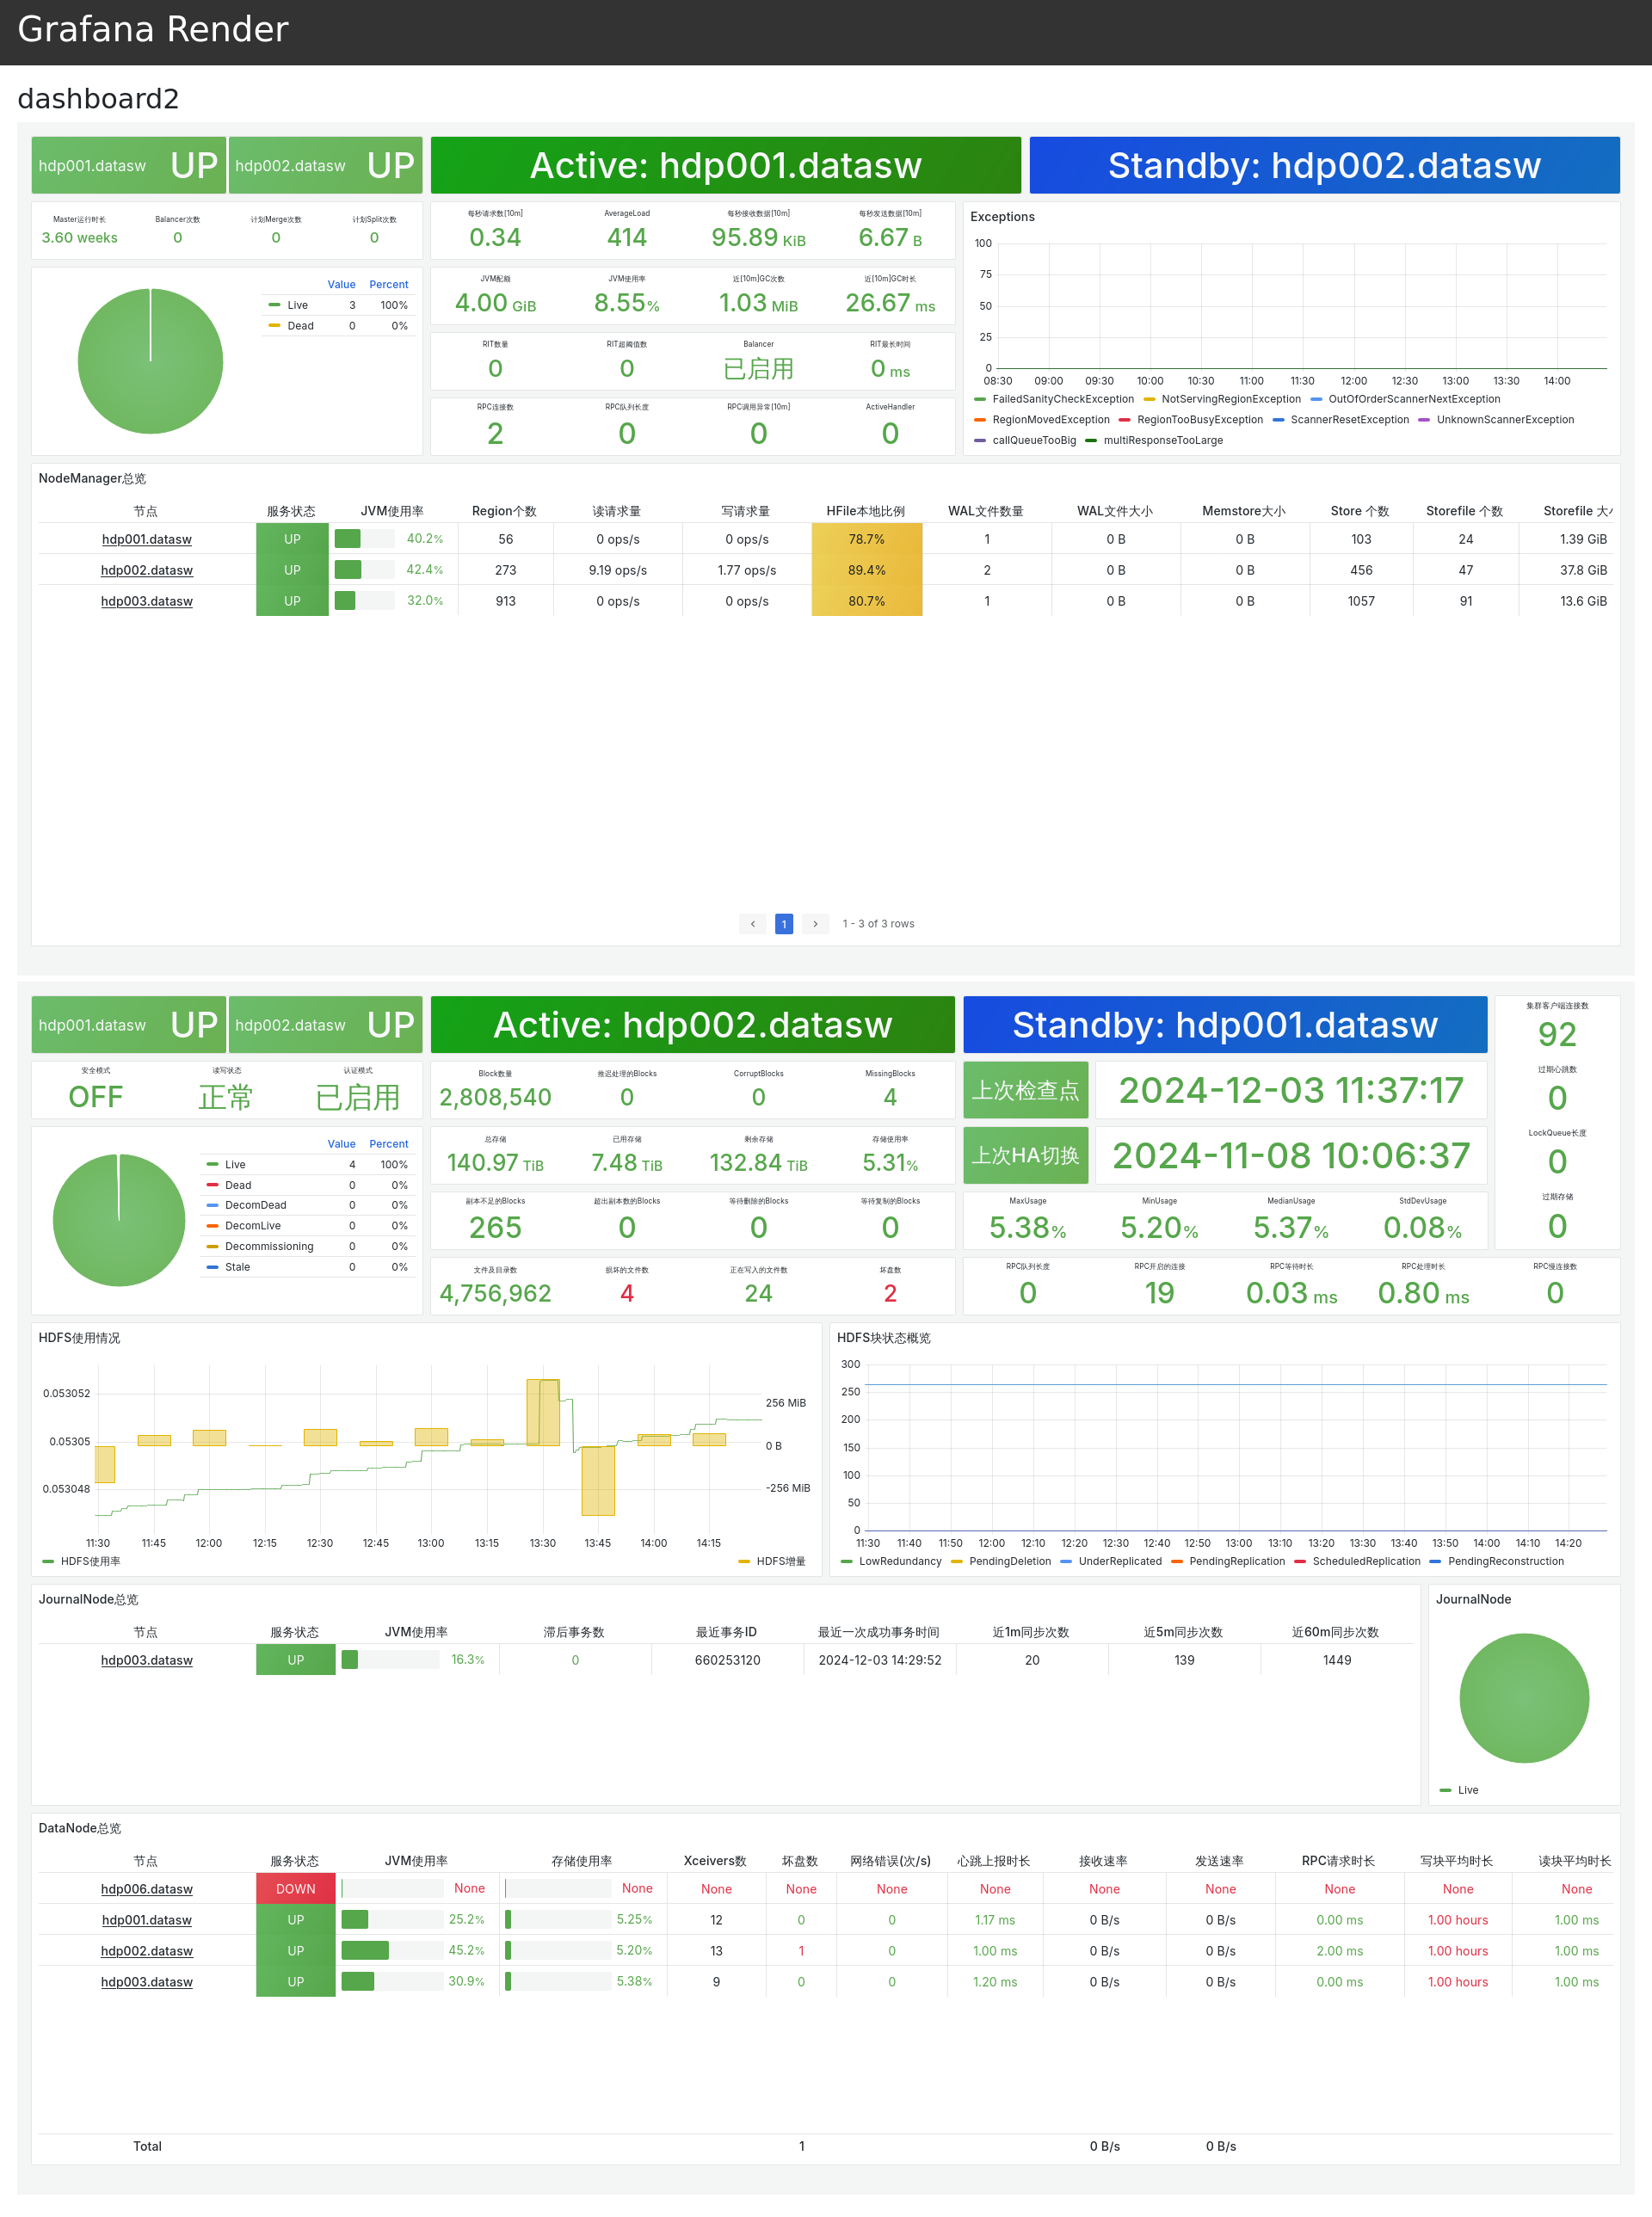 Grafana Render
dashboard2
hdp001.datasw UP hdp002.datasw UP Active: hdp001.datasw Standby: hdp002.datasw
Master运行时长 Balancer次数 计划Merge次数 计划Split次数
3.60 weeks 0 0 0
每秒请求数[10m] AverageLoad 每秒接收数据[10m] 每秒发送数据[10m]
0.34 414 95.89 KiB 6.67 B
Value Percent
Live 3 100%
Dead 0 0%
JVM配额 JVM使用率 近[10m]GC次数 近[10m]GC时长
4.00 GiB 8.55% 1.03 MiB 26.67 ms
RIT数量 RIT超阈值数 Balancer RIT最长时间
0 0 已启用 0 ms
RPC连接数 RPC队列长度 RPC调用异常[10m] ActiveHandler
2 0 0 0
Exceptions
100
75
50
25
0
08:30 09:00 09:30 10:00 10:30 11:00 11:30 12:00 12:30 13:00 13:30 14:00
FailedSanityCheckException NotServingRegionException OutOfOrderScannerNextException
RegionMovedException RegionTooBusyException ScannerResetException UnknownScannerException
callQueueTooBig multiResponseTooLarge
NodeManager总览
节点 服务状态 JVM使用率 Region个数 读请求量 写请求量 HFile本地比例 WAL文件数量 WAL文件大小 Memstore大小 Store 个数 Storefile 个数 Storefile 大
hdp001.datasw UP 40.2% 56 0 ops/s 0 ops/s 78.7% 1 0 B 0 B 103 24 1.39 GiB
hdp002.datasw UP 42.4% 273 9.19 ops/s 1.77 ops/s 89.4% 2 0 B 0 B 456 47 37.8 GiB
hdp003.datasw UP 32.0% 913 0 ops/s 0 ops/s 80.7% 1 0 B 0 B 1057 91 13.6 GiB
‹ 1 › 1 - 3 of 3 rows
hdp001.datasw UP hdp002.datasw UP Active: hdp002.datasw Standby: hdp001.datasw
集群客户端连接数
92
过期心跳数
0
LockQueue长度
0
过期存储
0
安全模式 读写状态 认证模式
OFF 正常 已启用
Block数量 推迟处理的Blocks CorruptBlocks MissingBlocks
2,808,540 0 0 4
上次检查点 2024-12-03 11:37:17
Value Percent
Live 4 100%
Dead 0 0%
DecomDead 0 0%
DecomLive 0 0%
Decommissioning 0 0%
Stale 0 0%
总存储 已用存储 剩余存储 存储使用率
140.97 TiB 7.48 TiB 132.84 TiB 5.31%
上次HA切换 2024-11-08 10:06:37
副本不足的Blocks 超出副本数的Blocks 等待删除的Blocks 等待复制的Blocks
265 0 0 0
MaxUsage MinUsage MedianUsage StdDevUsage
5.38% 5.20% 5.37% 0.08%
文件及目录数 损坏的文件数 正在写入的文件数 坏盘数
4,756,962 4 24 2
RPC队列长度 RPC开启的连接 RPC等待时长 RPC处理时长 RPC慢连接数
0 19 0.03 ms 0.80 ms 0
HDFS使用情况
0.053052
0.05305
0.053048
256 MiB
0 B
-256 MiB
11:30 11:45 12:00 12:15 12:30 12:45 13:00 13:15 13:30 13:45 14:00 14:15
HDFS使用率 HDFS增量
HDFS块状态概览
300
250
200
150
100
50
0
11:30 11:40 11:50 12:00 12:10 12:20 12:30 12:40 12:50 13:00 13:10 13:20 13:30 13:40 13:50 14:00 14:10 14:20
LowRedundancy PendingDeletion UnderReplicated PendingReplication ScheduledReplication PendingReconstruction
JournalNode总览
节点 服务状态 JVM使用率 滞后事务数 最近事务ID 最近一次成功事务时间 近1m同步次数 近5m同步次数 近60m同步次数
hdp003.datasw UP 16.3% 0 660253120 2024-12-03 14:29:52 20 139 1449
JournalNode
Live
DataNode总览
节点 服务状态 JVM使用率 存储使用率 Xceivers数 坏盘数 网络错误(次/s) 心跳上报时长 接收速率 发送速率 RPC请求时长 写块平均时长 读块平均时长
hdp006.datasw DOWN None None None None None None None None None None None
hdp001.datasw UP 25.2% 5.25% 12 0 0 1.17 ms 0 B/s 0 B/s 0.00 ms 1.00 hours 1.00 ms
hdp002.datasw UP 45.2% 5.20% 13 1 0 1.00 ms 0 B/s 0 B/s 2.00 ms 1.00 hours 1.00 ms
hdp003.datasw UP 30.9% 5.38% 9 0 0 1.20 ms 0 B/s 0 B/s 0.00 ms 1.00 hours 1.00 ms
Total 1 0 B/s 0 B/s